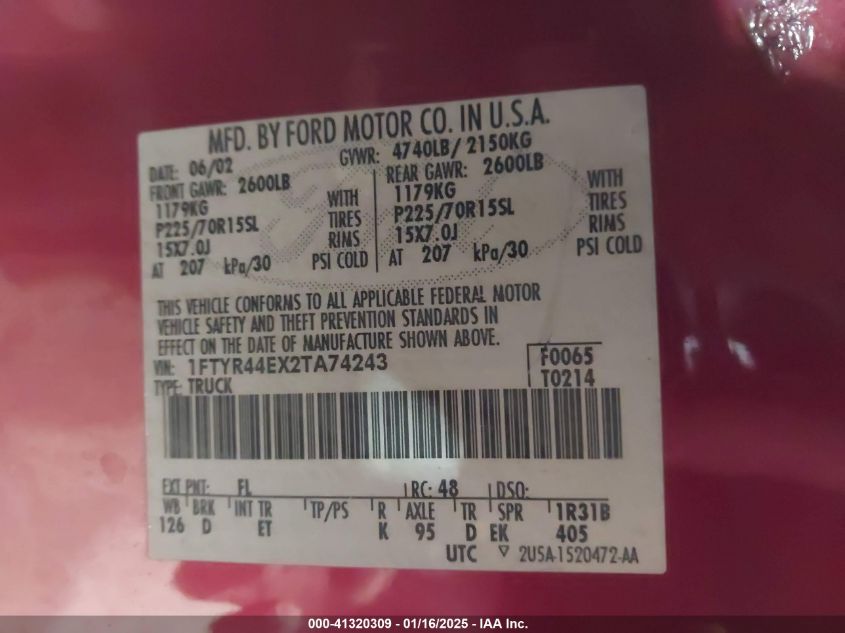 MFD. BY FORD MOTOR CO. IN U.S.A.
DATE: 06/02 GVWR: 4740LB/ 2150KG
FRONT GAWR: 2600LB REAR GAWR: 2600LB
1179KG WITH 1179KG WITH
P225/70R15SL TIRES P225/70R15SL TIRES
15X7.0J RIMS 15X7.0J RIMS
AT 207 kPa/30 PSI COLD AT 207 kPa/30 PSI COLD
THIS VEHICLE CONFORMS TO ALL APPLICABLE FEDERAL MOTOR
VEHICLE SAFETY AND THEFT PREVENTION STANDARDS IN
EFFECT ON THE DATE OF MANUFACTURE SHOWN ABOVE.
VIN: 1FTYR44EX2TA74243 F0065
TYPE: TRUCK T0214
EXT PNT: FL RC: 48 DSO:
WB BRK INT TR TP/PS R AXLE TR SPR 1R31B
126 D ET K 95 D EK 405
UTC ▽ 2U5A-1520472-AA
000-41320309 - 01/16/2025 - IAA Inc.